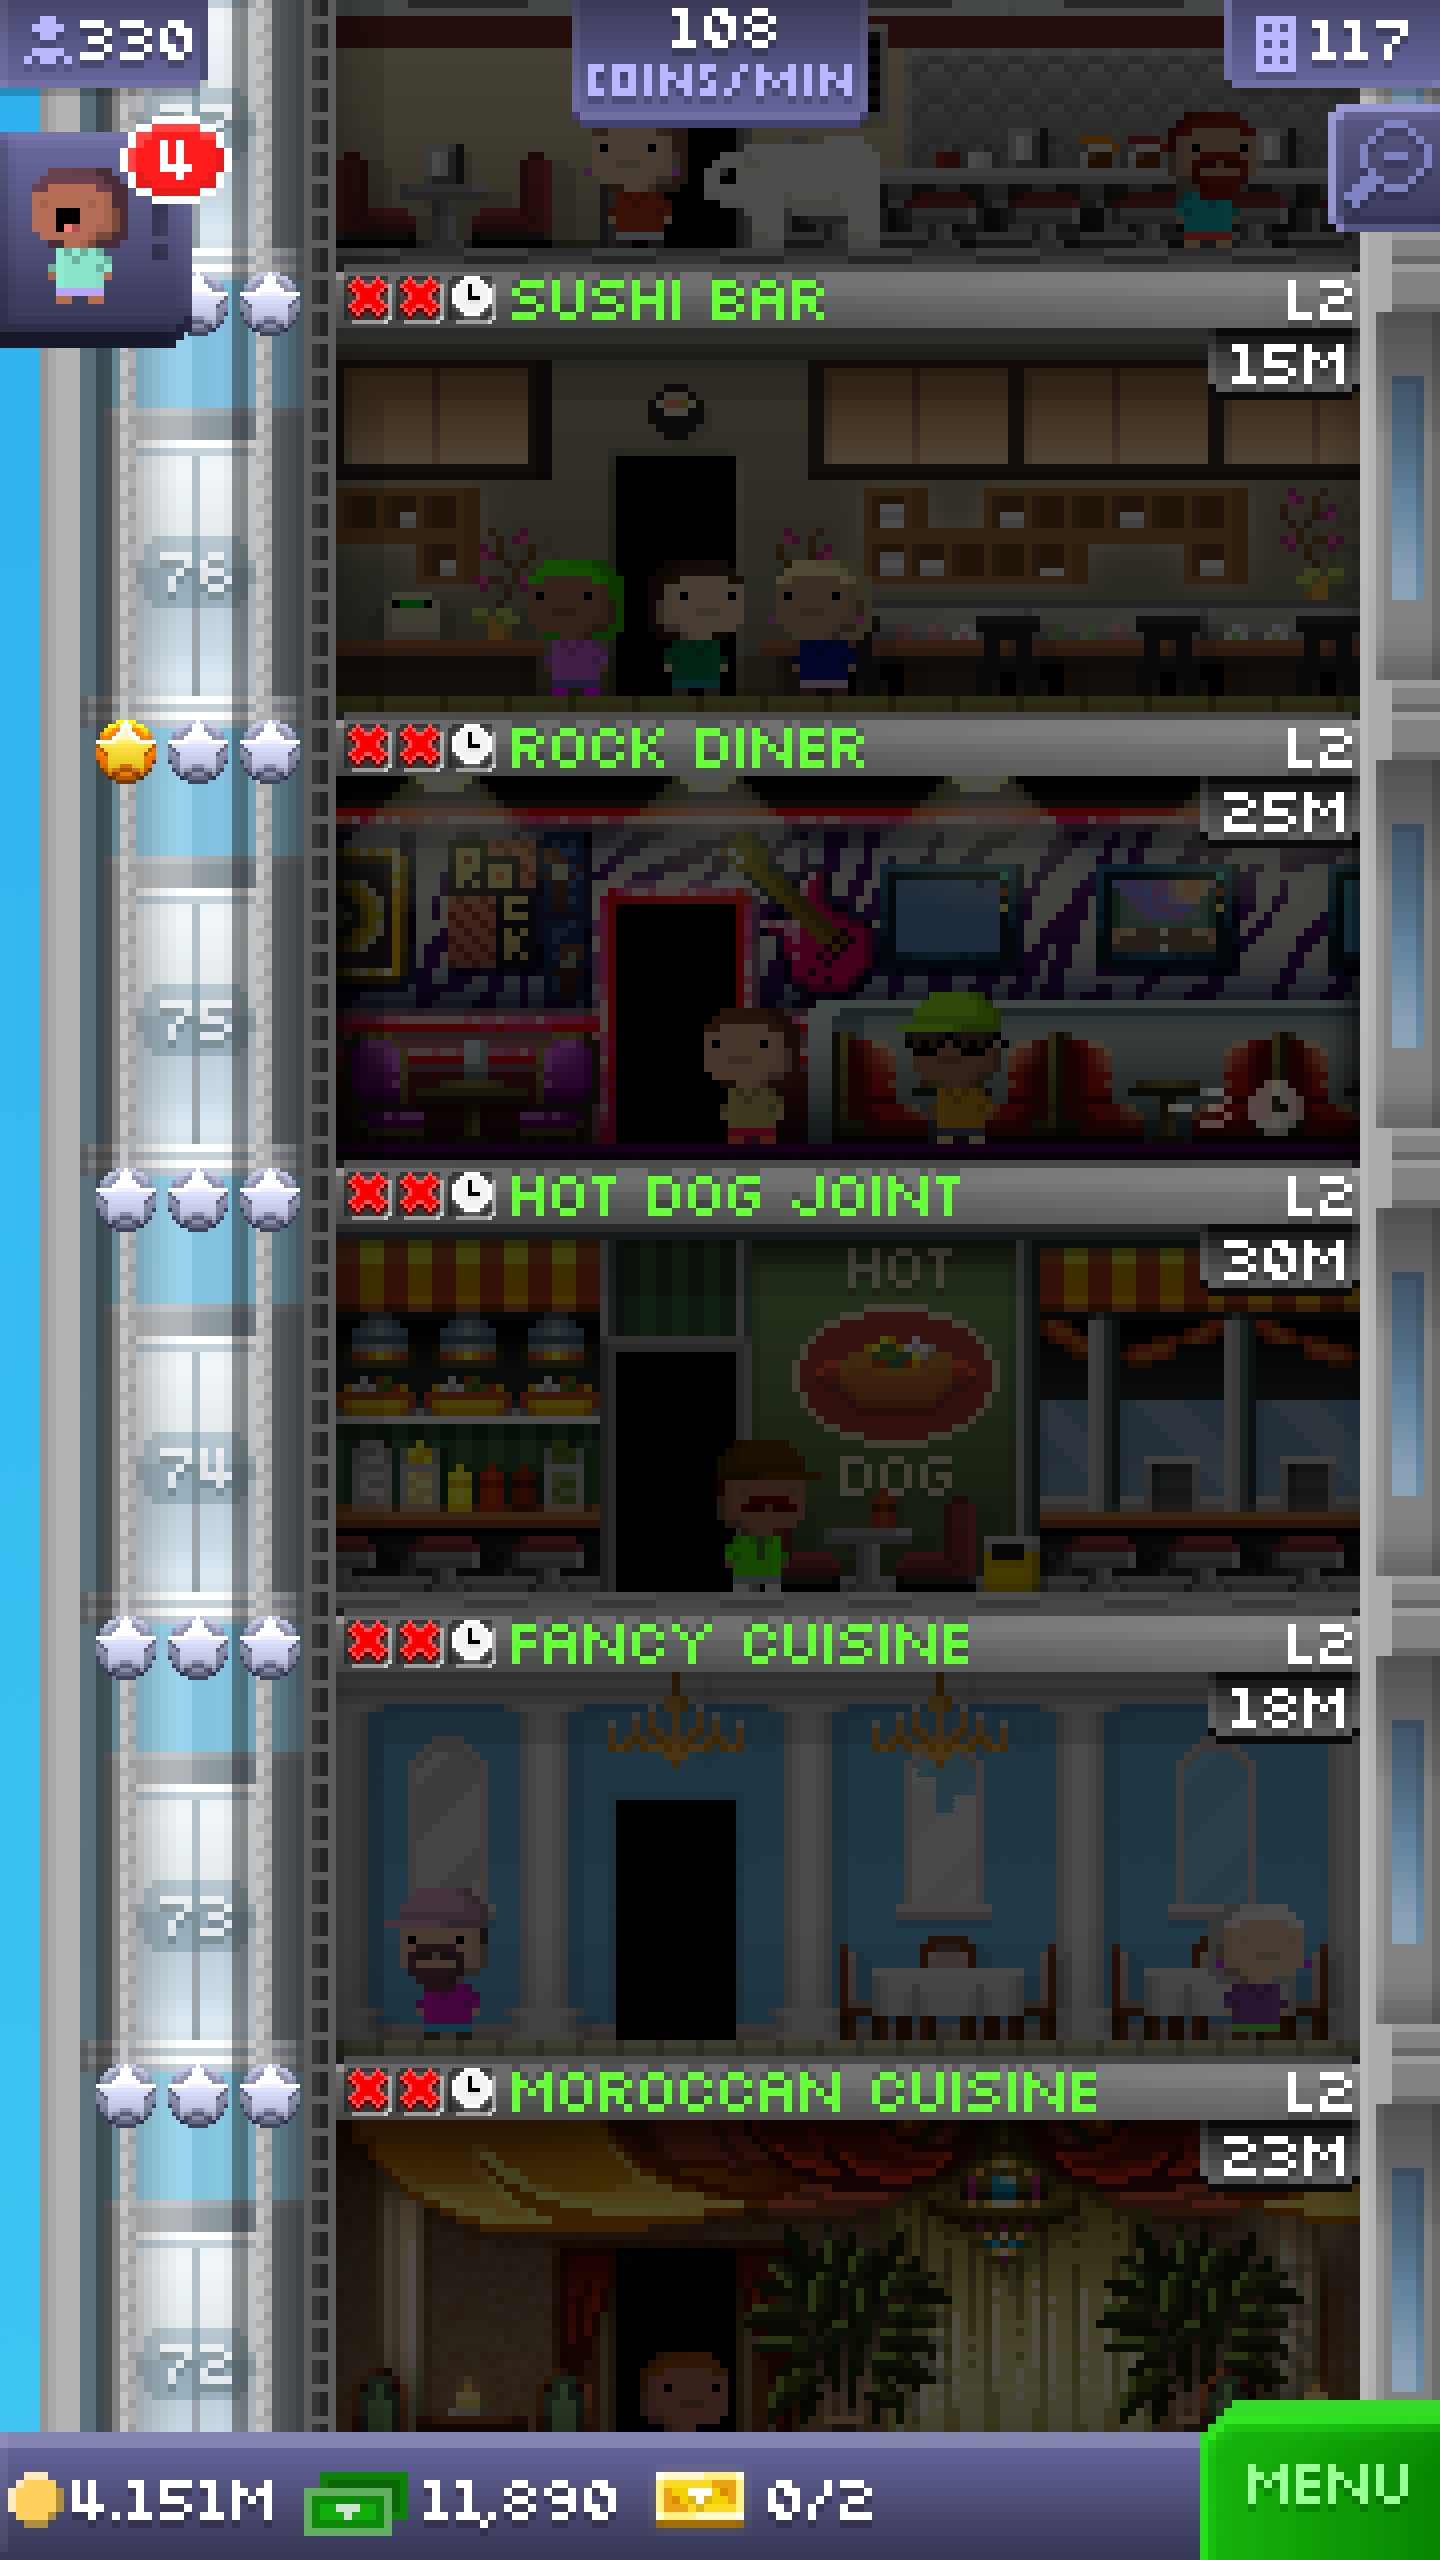 330
108
COINS/MIN
117
4
SUSHI BAR L2
15M
76
ROCK DINER L2
25M
ROCK
75
-3
HOT DOG JOINT L2
30M
HOT
DOG
74
FANCY CUISINE L2
18M
73
MOROCCAN CUISINE L2
23M
72
4.151M 11,890 0/2 MENU